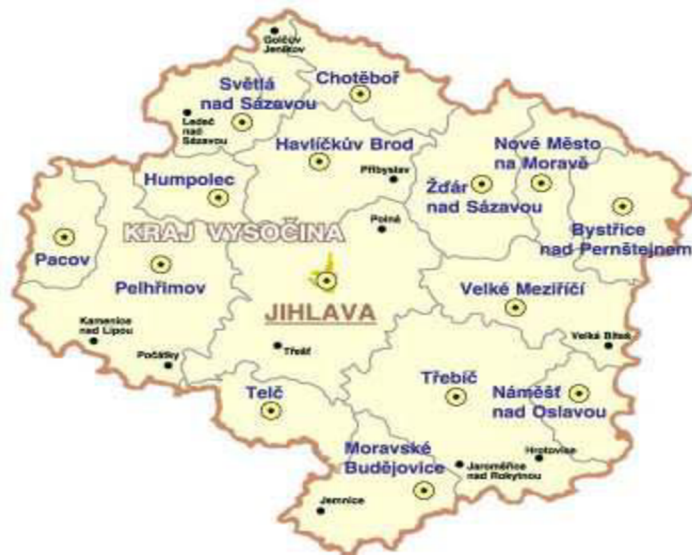 Golčův
Jeníkov
Chotěboř
Světlá
nad Sázavou
Ledeč
nad
Sázavou
Havlíčkův Brod
Přibyslav
Nové Město
na Moravě
Žďár
nad Sázavou
Humpolec
Polná
Bystřice
nad Pernštejnem
KRAJ VYSOČINA
Pacov
Pelhřimov
Velké Meziříčí
JIHLAVA
Kamenice
nad Lipou
Počátky
Třešť
Velká Bíteš
Třebíč
Náměšť
nad Oslavou
Telč
Moravské
Budějovice
Hrotovice
Jaroměřice
nad Rokytnou
Jemnice